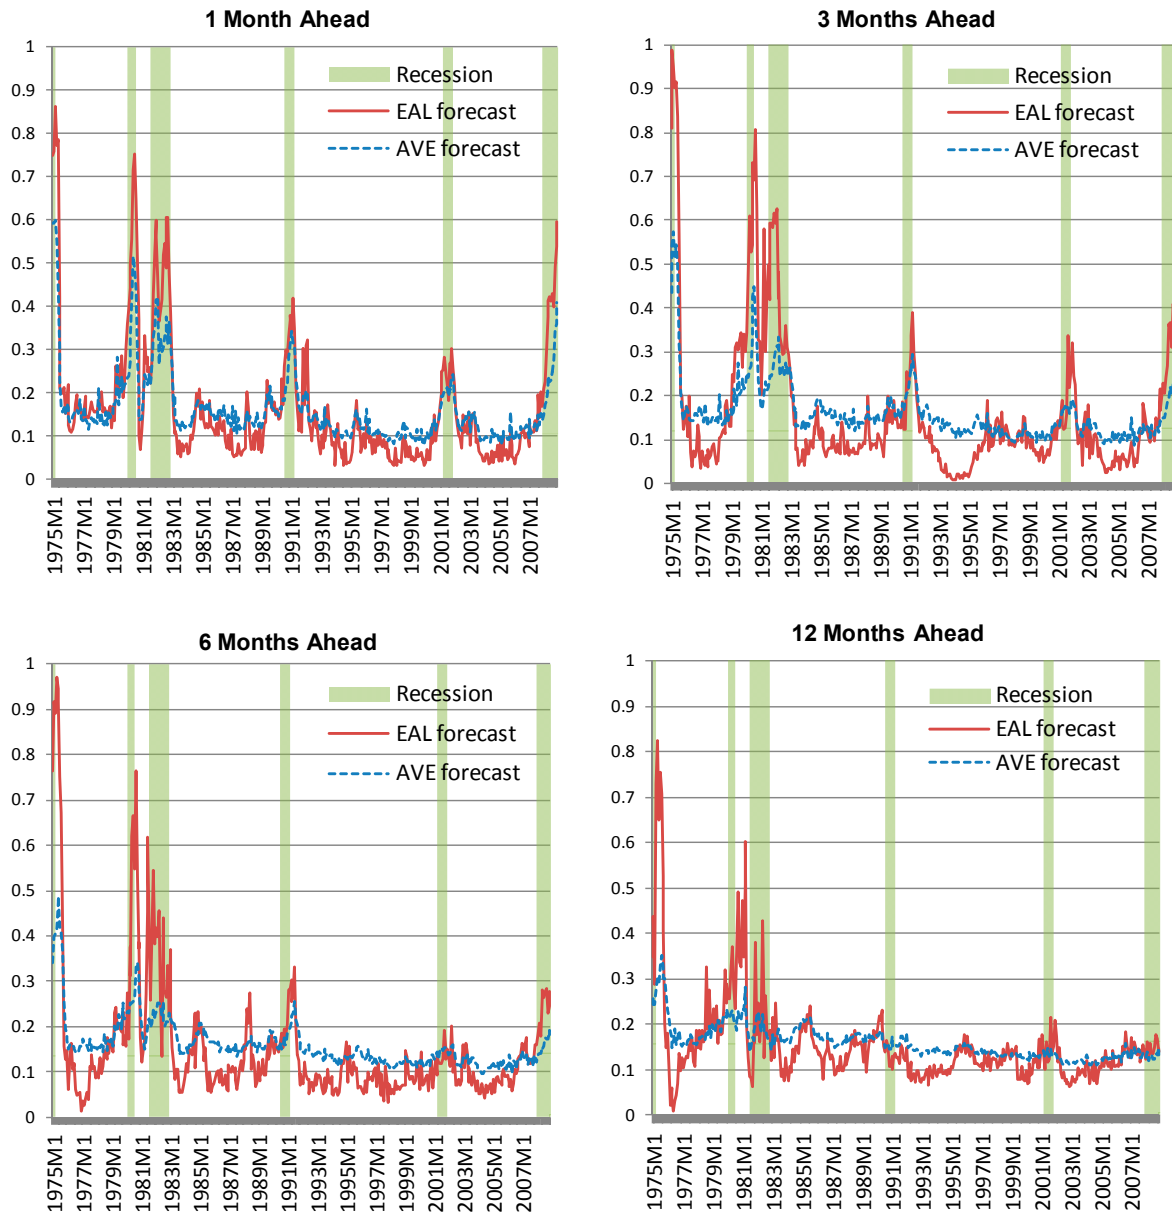 1 Month Ahead
1
0.9
0.8
0.7
0.6
0.5
0.4
0.3
0.2
0.1
0
Recession
EAL forecast
AVE forecast
1975M1
1977M1
1979M1
1981M1
1983M1
1985M1
1987M1
1989M1
1991M1
1993M1
1995M1
1997M1
1999M1
2001M1
2003M1
2005M1
2007M1
3 Months Ahead
1
0.9
0.8
0.7
0.6
0.5
0.4
0.3
0.2
0.1
0
Recession
EAL forecast
AVE forecast
1975M1
1977M1
1979M1
1981M1
1983M1
1985M1
1987M1
1989M1
1991M1
1993M1
1995M1
1997M1
1999M1
2001M1
2003M1
2005M1
2007M1
6 Months Ahead
1
0.9
0.8
0.7
0.6
0.5
0.4
0.3
0.2
0.1
0
Recession
EAL forecast
AVE forecast
1975M1
1977M1
1979M1
1981M1
1983M1
1985M1
1987M1
1989M1
1991M1
1993M1
1995M1
1997M1
1999M1
2001M1
2003M1
2005M1
2007M1
12 Months Ahead
1
0.9
0.8
0.7
0.6
0.5
0.4
0.3
0.2
0.1
0
Recession
EAL forecast
AVE forecast
1975M1
1977M1
1979M1
1981M1
1983M1
1985M1
1987M1
1989M1
1991M1
1993M1
1995M1
1997M1
1999M1
2001M1
2003M1
2005M1
2007M1